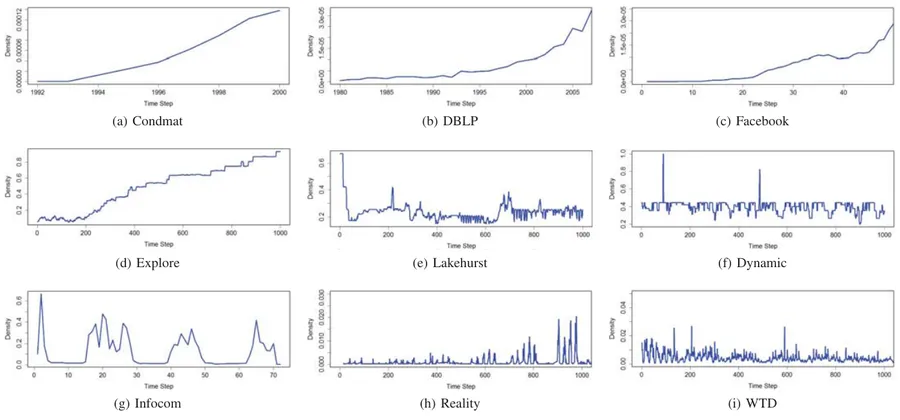 Density
0.00000 0.00006 0.00012
1992 1994 1996 1998 2000
Time Step
(a) Condmat
Density
0.0e+00 1.5e-05 3.0e-05
1980 1985 1990 1995 2000 2005
Time Step
(b) DBLP
Density
0.0e+00 1.5e-05 3.0e-05
0 10 20 30 40
Time Step
(c) Facebook
Density
0.2 0.4 0.6 0.8
0 200 400 600 800 1000
Time Step
(d) Explore
Density
0.2 0.4 0.6
0 200 400 600 800 1000
Time Step
(e) Lakehurst
Density
0.2 0.4 0.6 0.8 1.0
0 200 400 600 800 1000
Time Step
(f) Dynamic
Density
0.0 0.2 0.4 0.6
0 10 20 30 40 50 60 70
Time Step
(g) Infocom
Density
0.000 0.010 0.020 0.030
0 200 400 600 800 1000
Time Step
(h) Reality
Density
0.00 0.02 0.04
0 200 400 600 800 1000
Time Step
(i) WTD